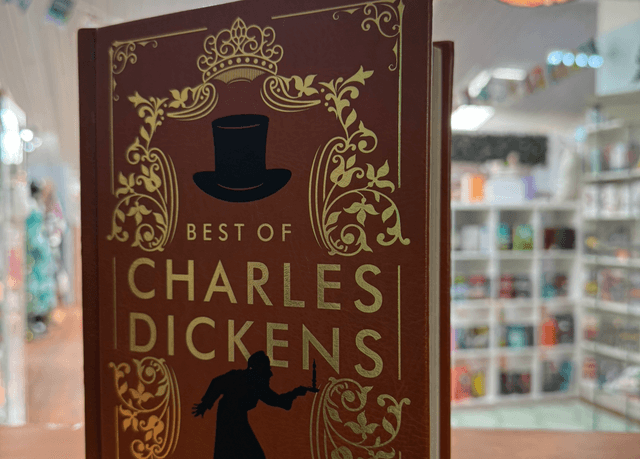 BEST OF
CHARLES
DICKENS